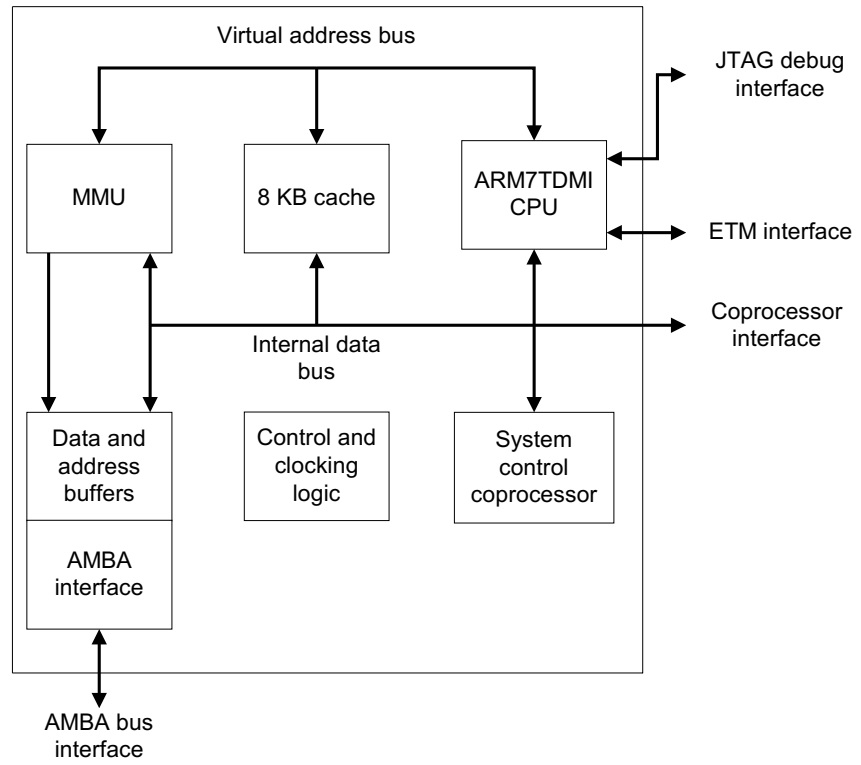 Virtual address bus
JTAG debug
interface
MMU
8 KB cache
ARM7TDMI
CPU
ETM interface
Coprocessor
interface
Internal data
bus
Data and
address
buffers
Control and
clocking
logic
System
control
coprocessor
AMBA
interface
AMBA bus
interface